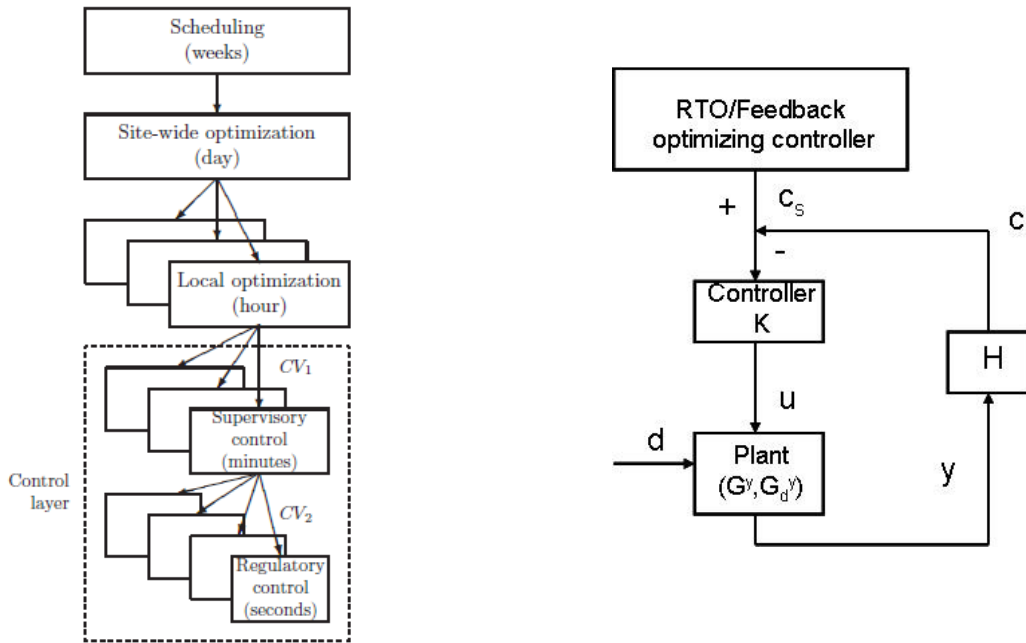 Scheduling
(weeks)
Site-wide optimization
(day)
Local optimization
(hour)
CV₁
Supervisory
control
(minutes)
Control
layer
CV₂
Regulatory
control
(seconds)
RTO/Feedback
optimizing controller
+
cₛ
c
-
Controller
K
H
u
d
Plant
(Gʸ,G_dʸ)
y